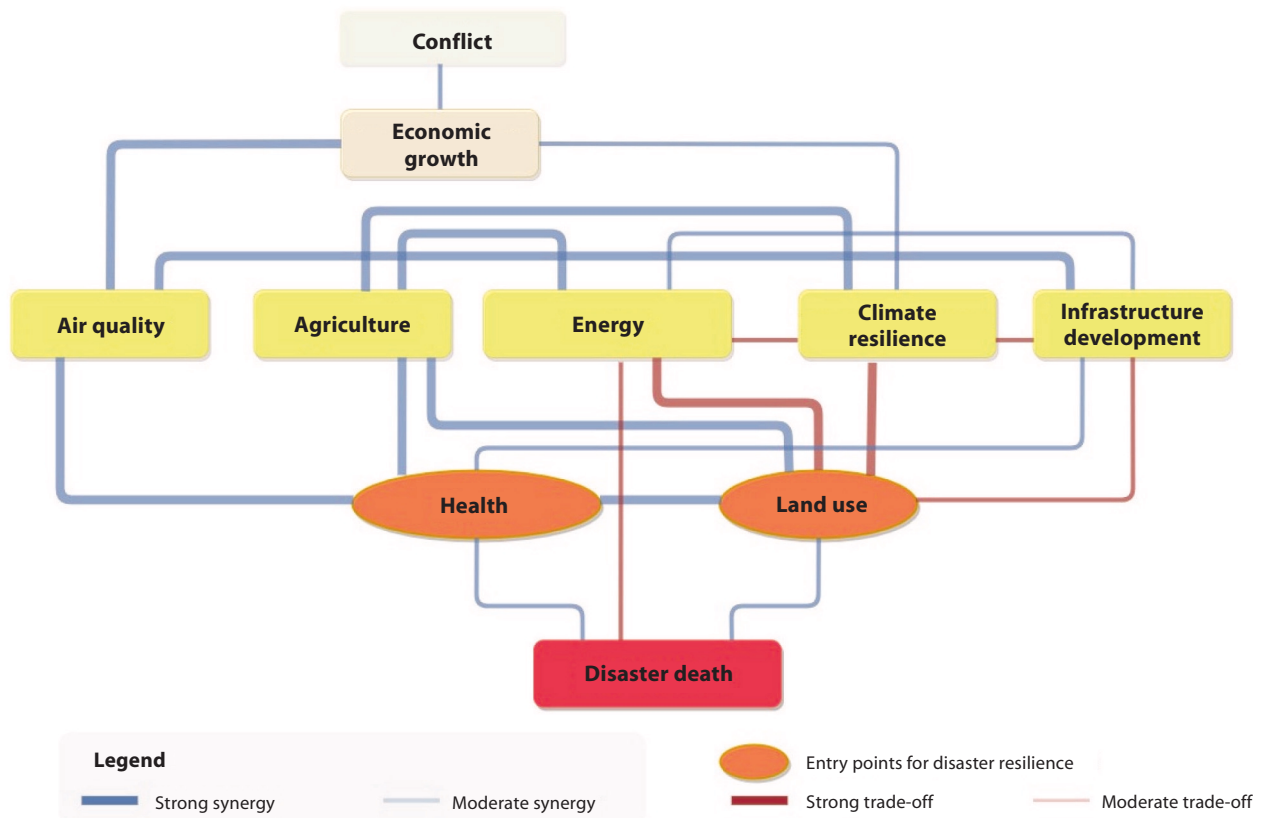 Conflict
Economic
growth
Air quality
Agriculture
Energy
Climate
resilience
Infrastructure
development
Health
Land use
Disaster death
Legend
Entry points for disaster resilience
Strong synergy
Moderate synergy
Strong trade-off
Moderate trade-off